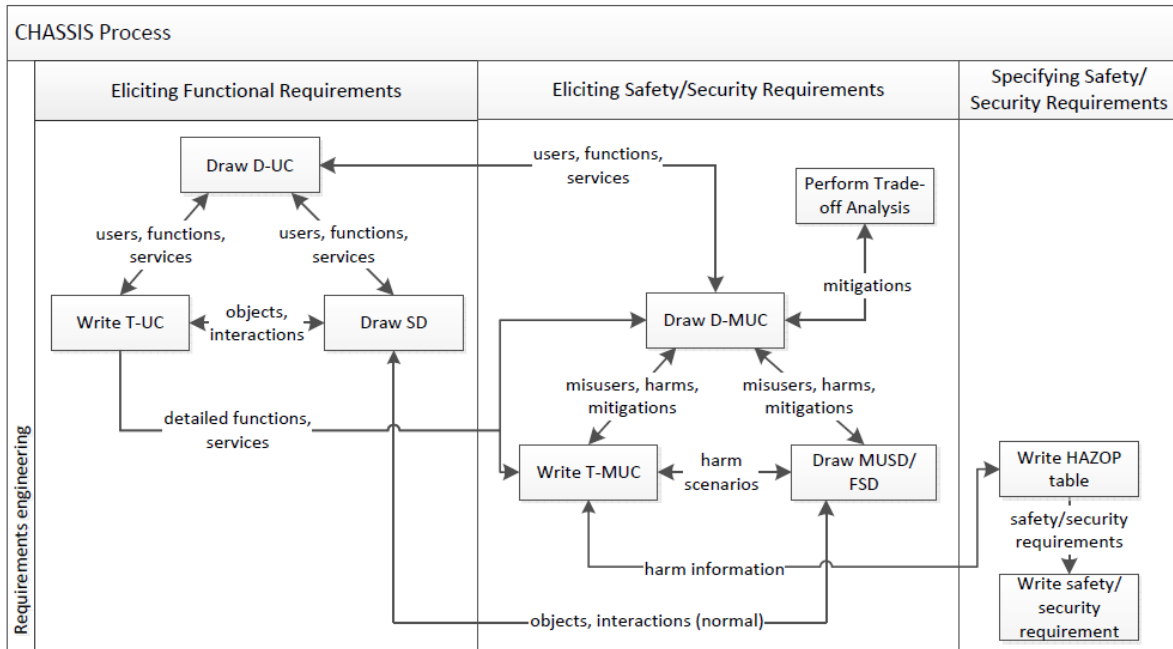 CHASSIS Process
Requirements engineering
Eliciting Functional Requirements
Eliciting Safety/Security Requirements
Specifying Safety/
Security Requirements
Draw D-UC
users, functions,
services
users, functions,
services
users, functions,
services
Write T-UC
objects,
interactions
Draw SD
detailed functions,
services
Perform Trade-
off Analysis
mitigations
Draw D-MUC
misusers, harms,
mitigations
misusers, harms,
mitigations
Write T-MUC
harm
scenarios
Draw MUSD/
FSD
harm information
objects, interactions (normal)
Write HAZOP
table
safety/security
requirements
Write safety/
security
requirement